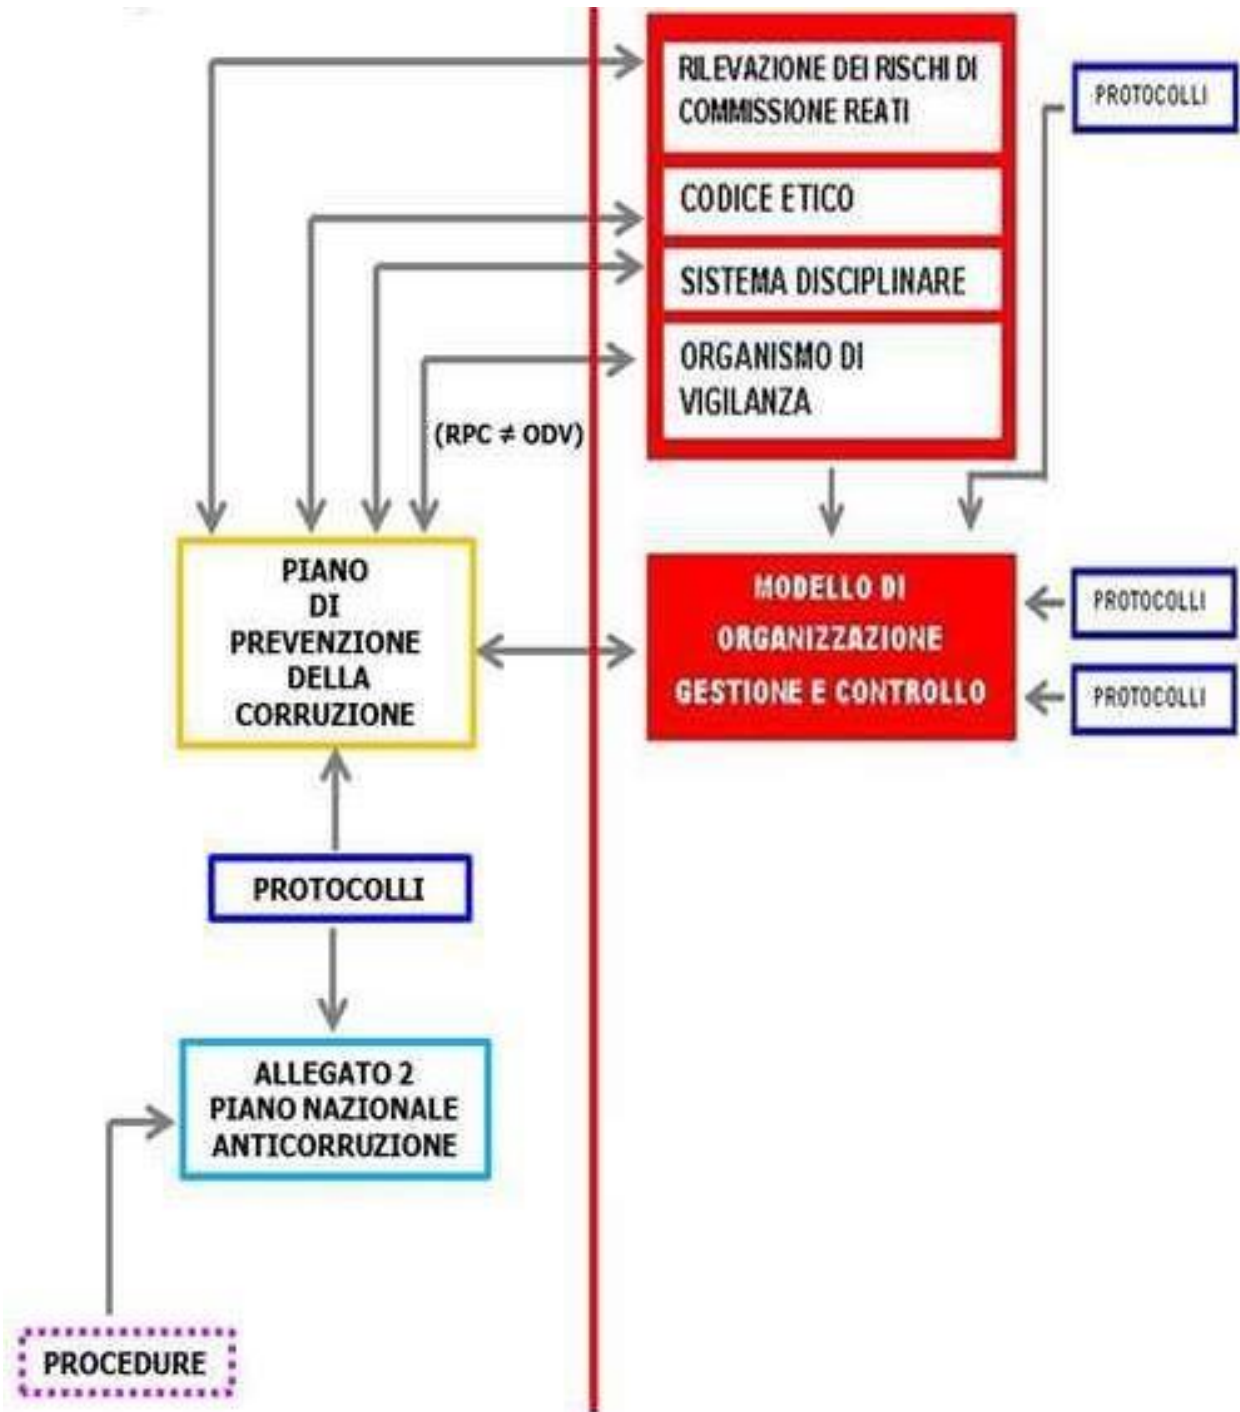 RILEVAZIONE DEI RISCHI DI
COMMISSIONE REATI
PROTOCOLLI
CODICE ETICO
SISTEMA DISCIPLINARE
ORGANISMO DI
VIGILANZA
(RPC ≠ ODV)
PIANO
DI
PREVENZIONE
DELLA
CORRUZIONE
MODELLO DI
ORGANIZZAZIONE
GESTIONE E CONTROLLO
PROTOCOLLI
PROTOCOLLI
PROTOCOLLI
ALLEGATO 2
PIANO NAZIONALE
ANTICORRUZIONE
PROCEDURE